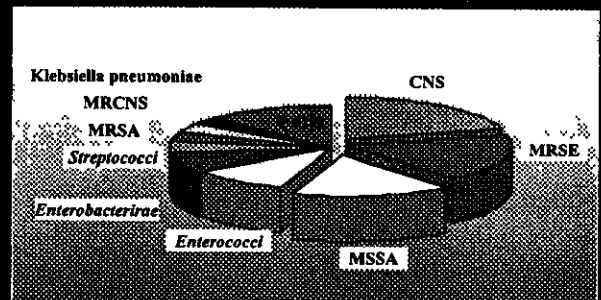 Klebsiella pneumoniae
CNS
MRCNS
MRSA
MRSE
Streptococci
Enterobacterirae
Enterococci
MSSA